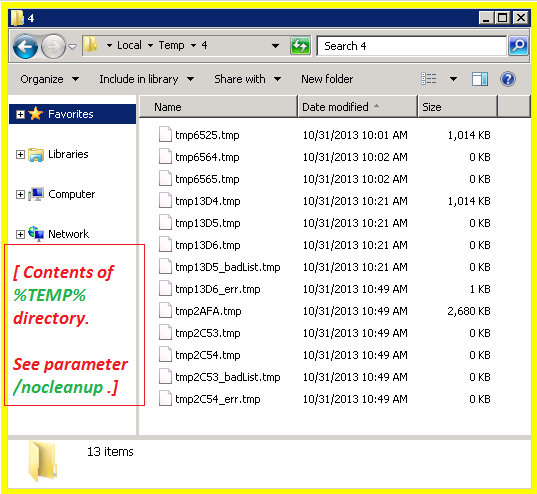 4
Local Temp 4
Search 4
Organize Include in library Share with New folder
Name Date modified Size
Favorites
Libraries
Computer
Network
tmp6525.tmp 10/31/2013 10:01 AM 1,014 KB
tmp6564.tmp 10/31/2013 10:02 AM 0 KB
tmp6565.tmp 10/31/2013 10:02 AM 0 KB
tmp13D4.tmp 10/31/2013 10:21 AM 1,014 KB
tmp13D5.tmp 10/31/2013 10:21 AM 0 KB
tmp13D6.tmp 10/31/2013 10:21 AM 0 KB
tmp13D5_badList.tmp 10/31/2013 10:21 AM 0 KB
tmp13D6_err.tmp 10/31/2013 10:49 AM 1 KB
tmp2AFA.tmp 10/31/2013 10:49 AM 2,680 KB
tmp2C53.tmp 10/31/2013 10:49 AM 0 KB
tmp2C54.tmp 10/31/2013 10:49 AM 0 KB
tmp2C53_badList.tmp 10/31/2013 10:49 AM 0 KB
tmp2C54_err.tmp 10/31/2013 10:49 AM 0 KB
[ Contents of
%TEMP%
directory.
See parameter
/nocleanup .]
13 items